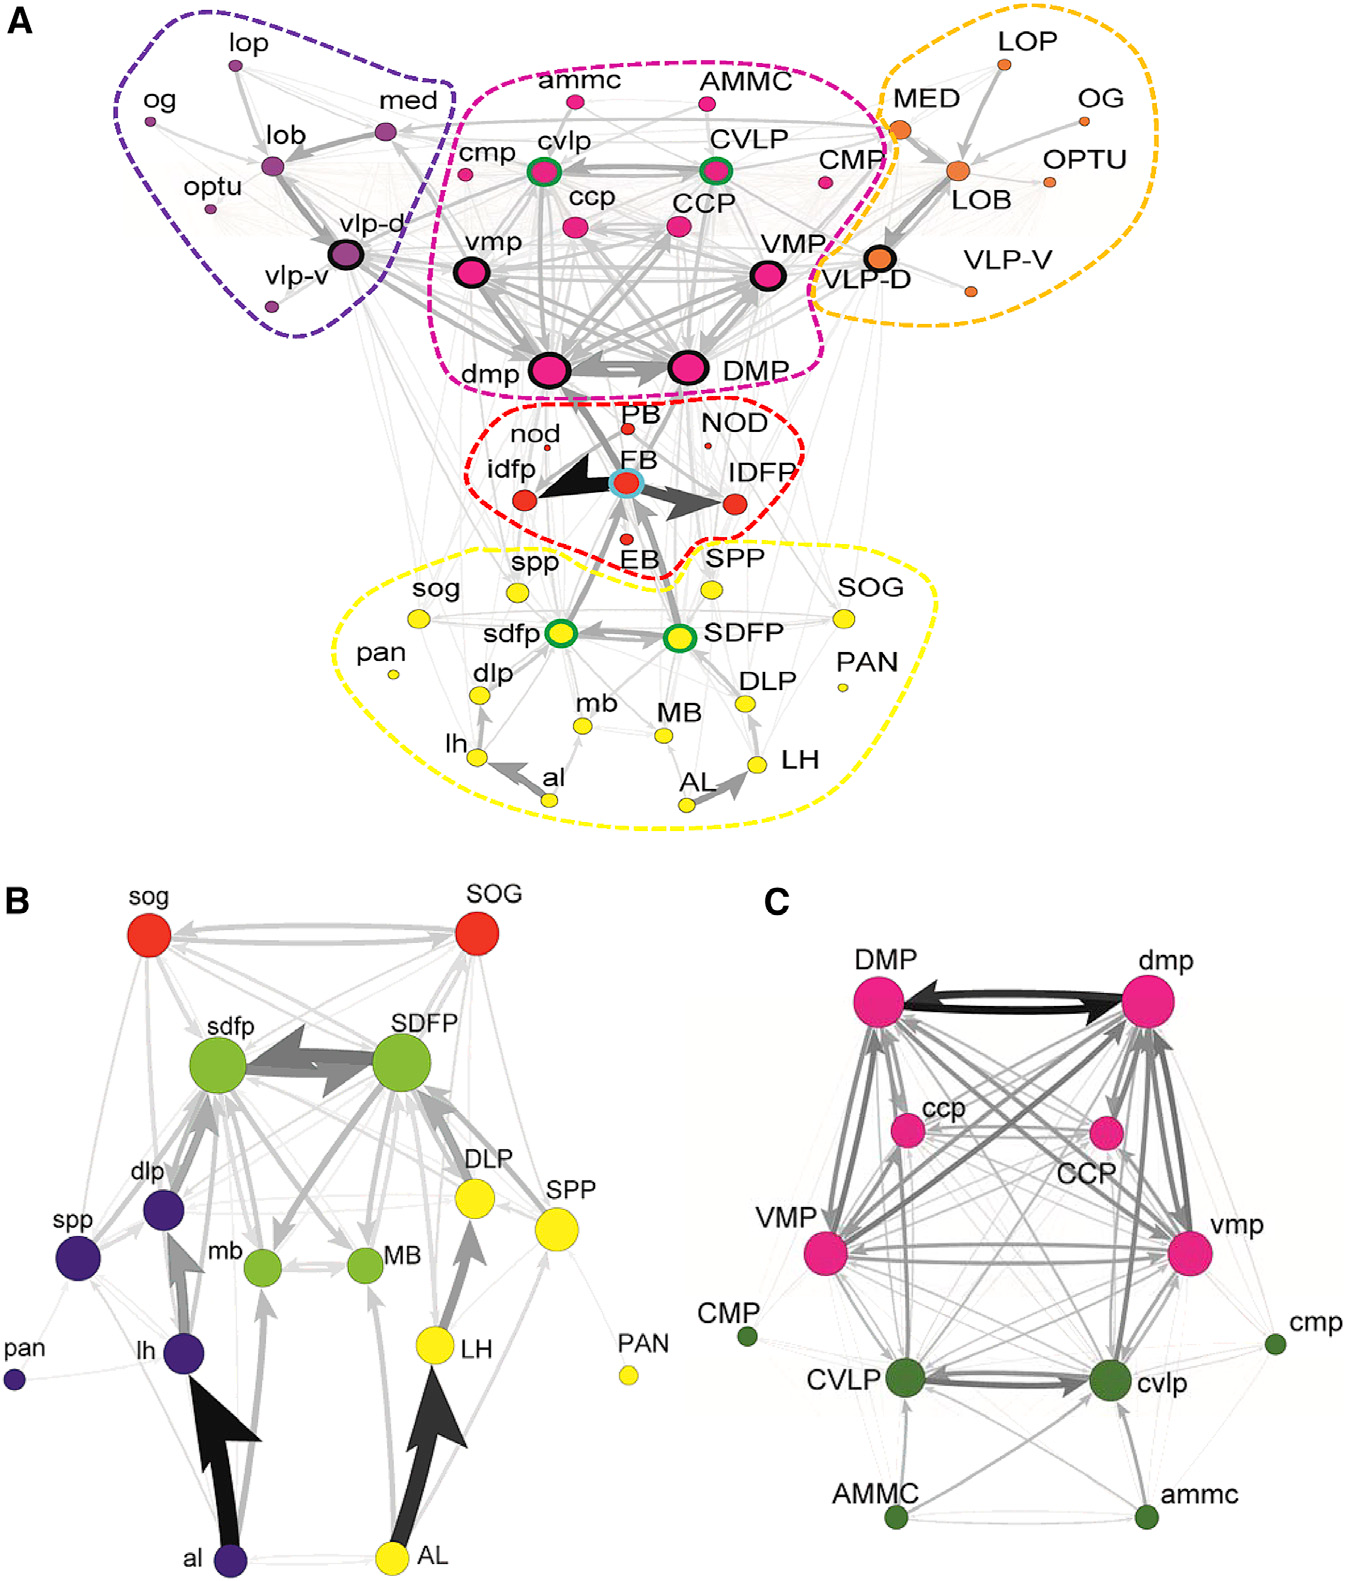 A
lop
LOP
ammc
AMMC
og
med
MED
OG
lob
cvlp
CVLP
cmp
CMP
OPTU
optu
ccp
CCP
LOB
vlp-d
vmp
VMP
vlp-v
VLP-D
VLP-V
dmp
DMP
PB
nod
NOD
idfp
FB
IDFP
EB
spp
SPP
sog
SOG
sdfp
SDFP
pan
PAN
dlp
DLP
mb
MB
lh
LH
al
AL
B
sog
SOG
sdfp
SDFP
dlp
DLP
spp
SPP
mb
MB
pan
lh
LH
PAN
al
AL
C
DMP
dmp
ccp
CCP
VMP
vmp
CMP
cmp
CVLP
cvlp
AMMC
ammc